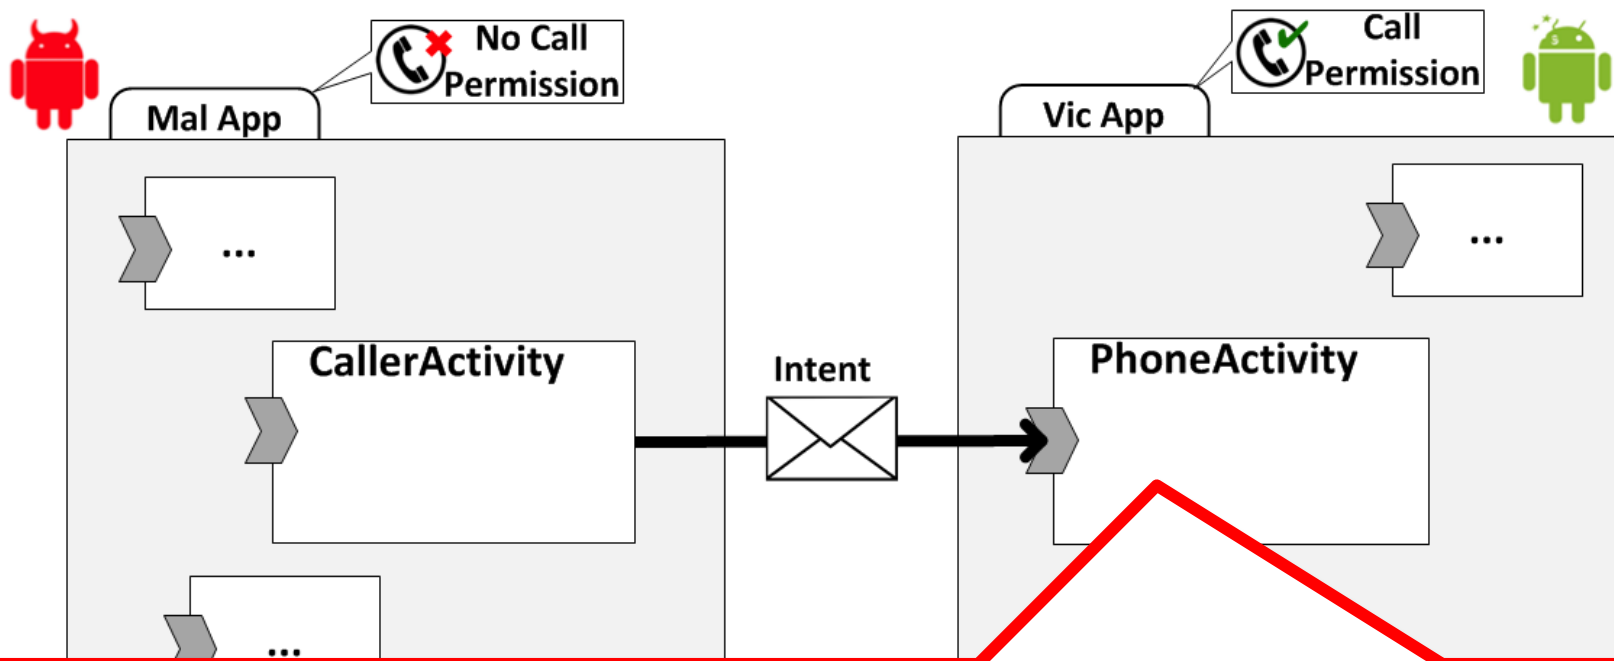 No Call
Permission
Mal App
...
CallerActivity
...
Intent
Call
Permission
Vic App
...
PhoneActivity